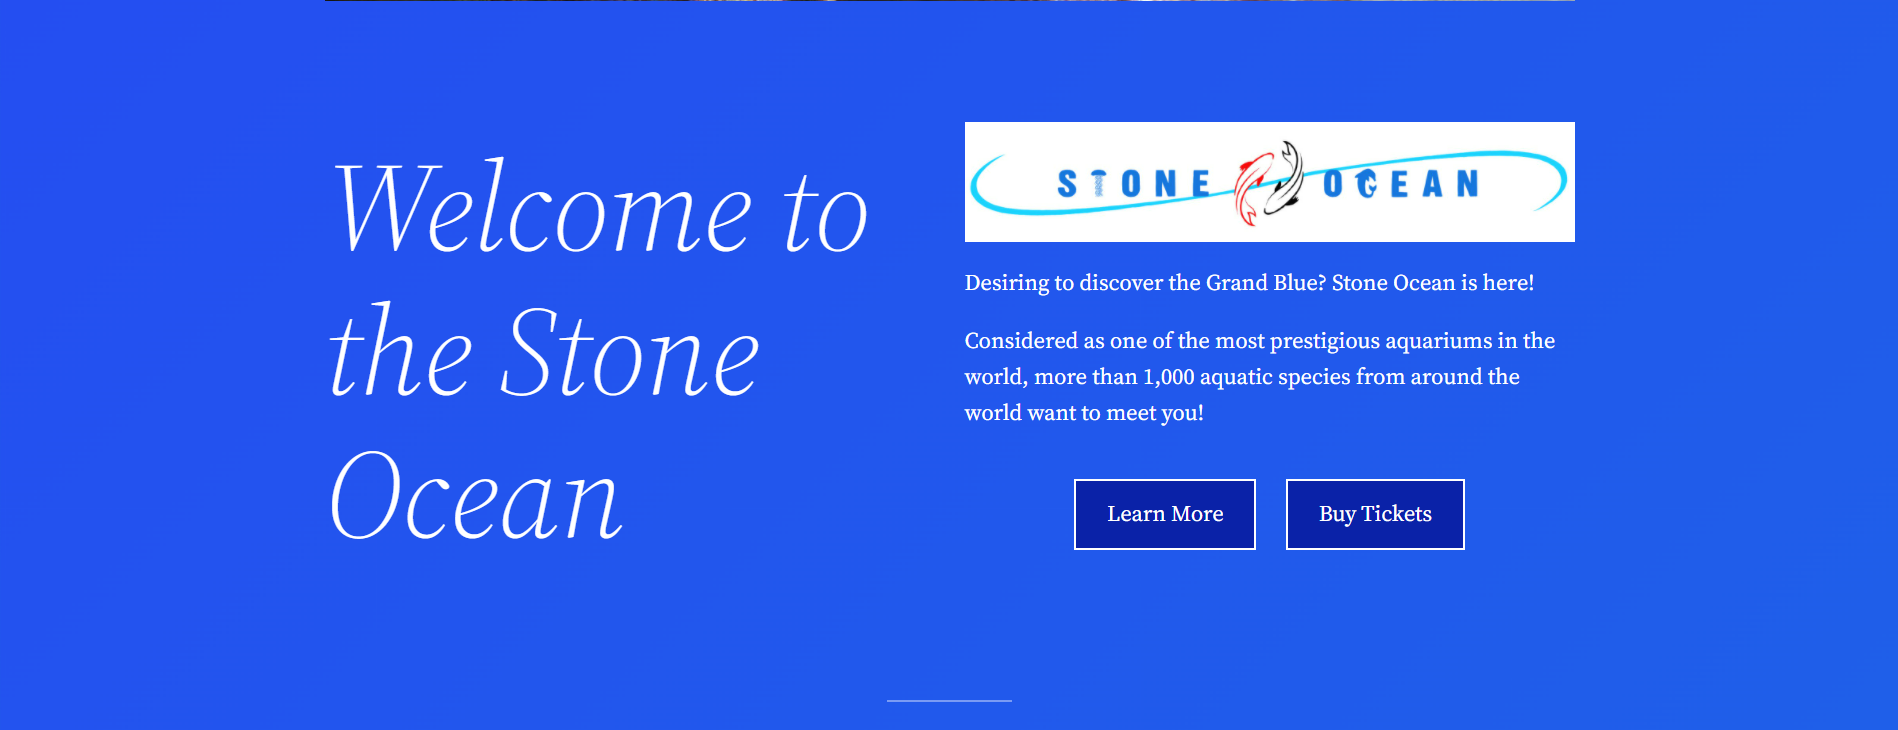 Welcome to
the Stone
Ocean
STONE OCEAN
Desiring to discover the Grand Blue? Stone Ocean is here!
Considered as one of the most prestigious aquariums in the
world, more than 1,000 aquatic species from around the
world want to meet you!
Learn More
Buy Tickets